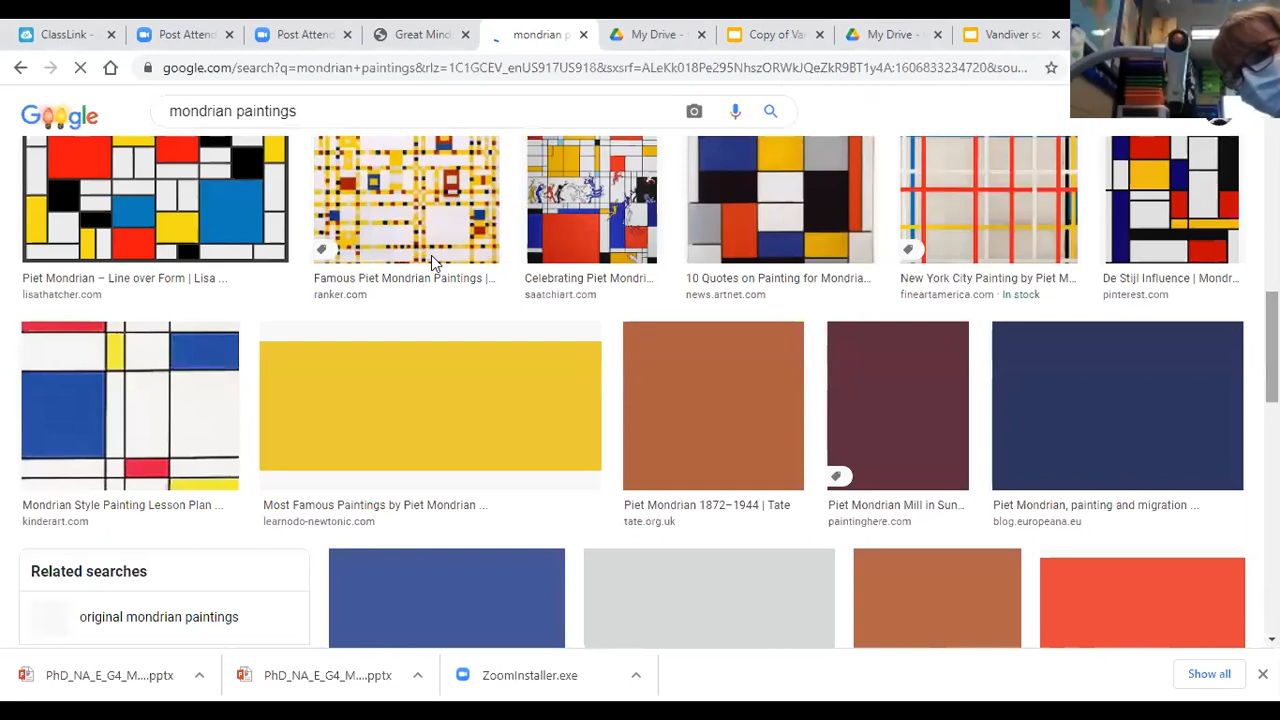 ClassLink -
Post Attend
Post Attend
Great Mind
mondrian p
My Drive -
Copy of Va
My Drive -
Vandiver sc
google.com/search?q=mondrian+paintings&rlz=1C1GCEV_enUS917US918&sxsrf=ALeKk018Pe295NhszORWkJQeZkR9BT1y4A:1606833234720&sou...
Google
mondrian paintings
Piet Mondrian – Line over Form | Lisa ...
lisathatcher.com
Famous Piet Mondrian Paintings |...
ranker.com
Celebrating Piet Mondri...
saatchiart.com
10 Quotes on Painting for Mondria...
news.artnet.com
New York City Painting by Piet M...
fineartamerica.com · In stock
De Stijl Influence | Mondr...
pinterest.com
Mondrian Style Painting Lesson Plan ...
kinderart.com
Most Famous Paintings by Piet Mondrian ...
learnodo-newtonic.com
Piet Mondrian 1872–1944 | Tate
tate.org.uk
Piet Mondrian Mill in Sun...
paintinghere.com
Piet Mondrian, painting and migration ...
blog.europeana.eu
Related searches
original mondrian paintings
PhD_NA_E_G4_M....pptx
PhD_NA_E_G4_M....pptx
ZoomInstaller.exe
Show all